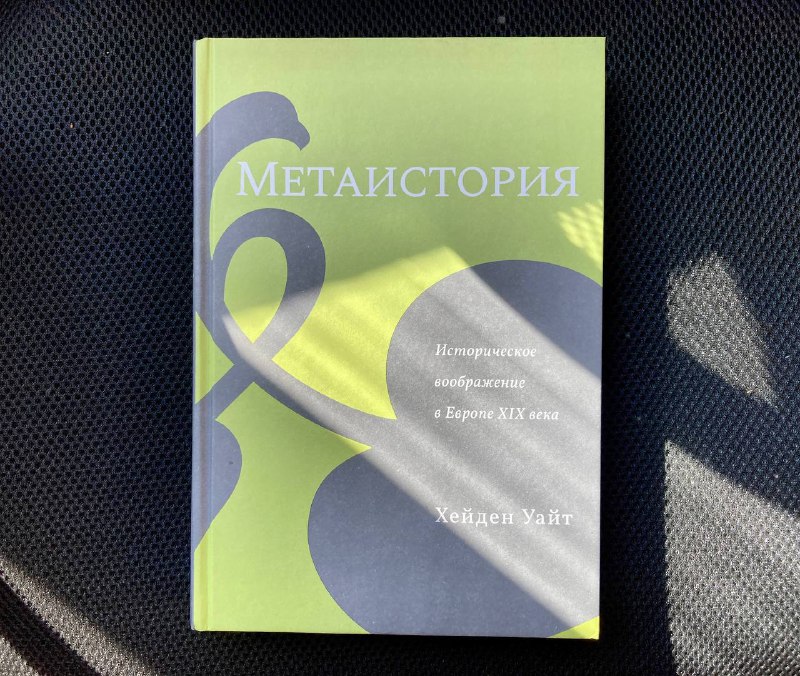 Метаистория
Историческое
воображение
в Европе XIX века
Хейден Уайт